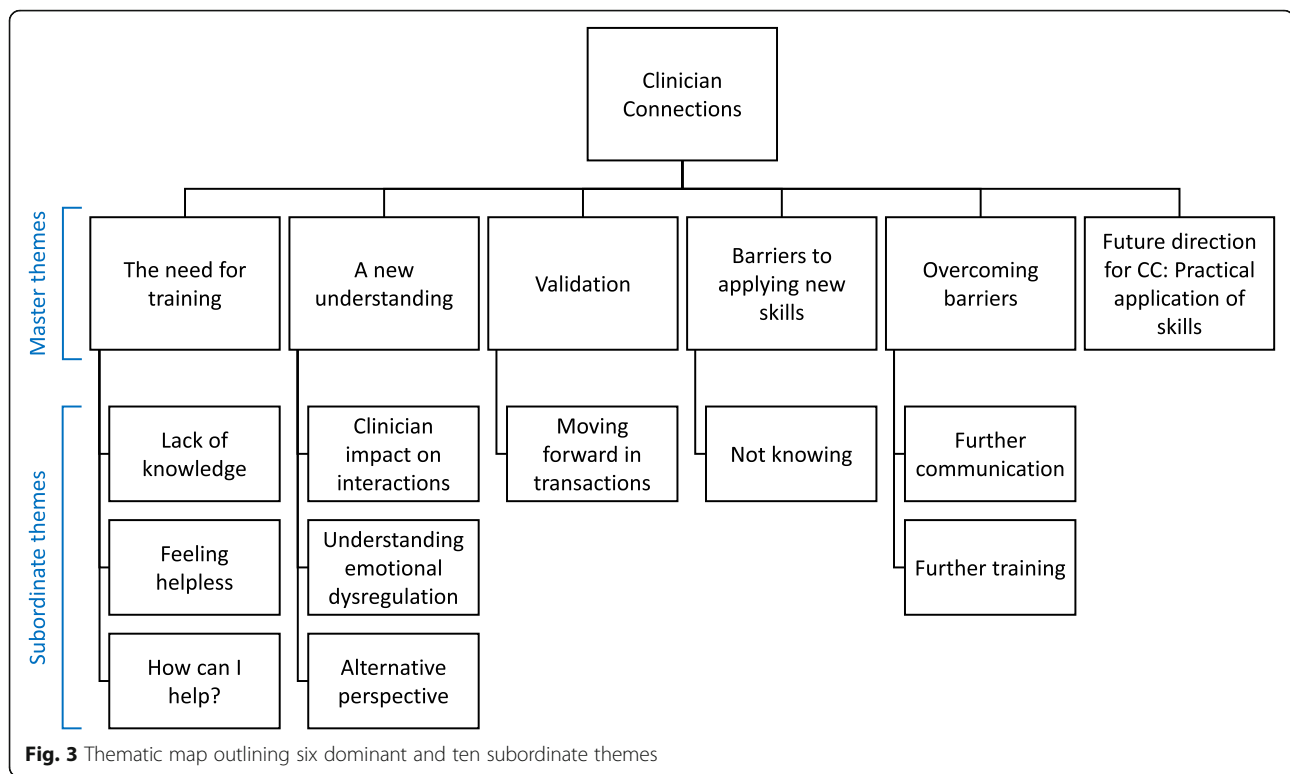 Clinician
Connections
Master themes
The need for
training
A new
understanding
Validation
Barriers to
applying new
skills
Overcoming
barriers
Future direction
for CC: Practical
application of
skills
Subordinate themes
Lack of
knowledge
Clinician
impact on
interactions
Moving
forward in
transactions
Not knowing
Further
communication
Feeling
helpless
Understanding
emotional
dysregulation
Further training
How can I
help?
Alternative
perspective
Fig. 3 Thematic map outlining six dominant and ten subordinate themes